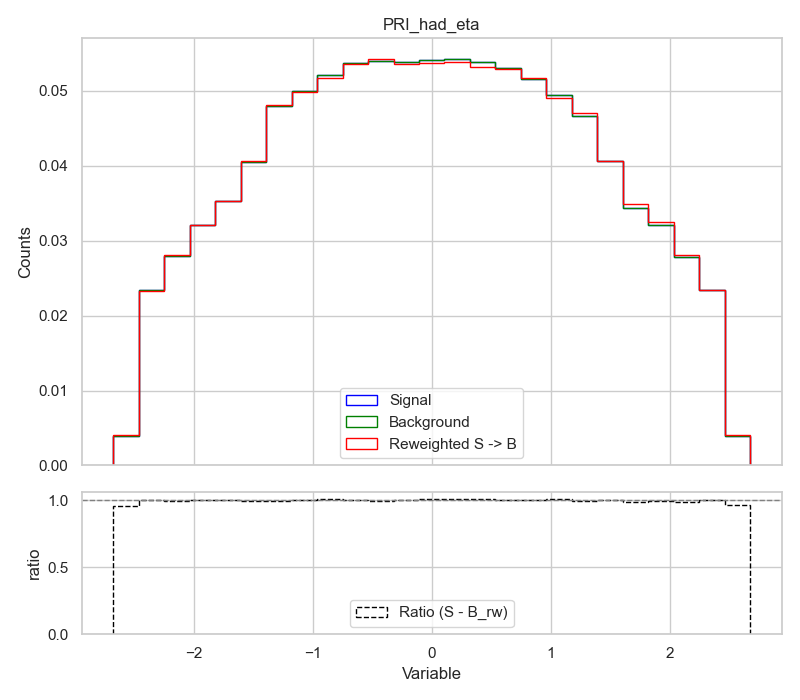 PRI_had_eta
Counts
0.05
0.04
0.03
0.02
0.01
0.00
Signal
Background
Reweighted S -> B
ratio
1.0
0.5
0.0
Ratio (S - B_rw)
−2 −1 0 1 2
Variable